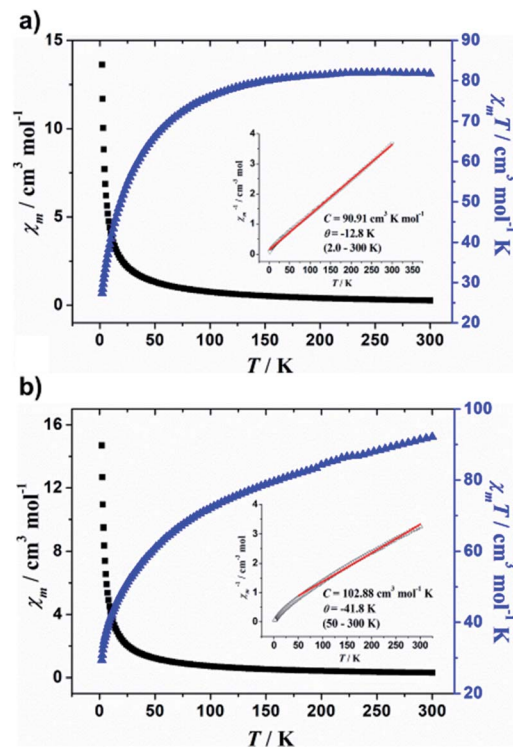 a)
15
10
5
0
χm / cm3 mol-1
90
80
70
60
50
40
30
20
χmT / cm3 mol-1 K
4
3
2
1
0
χm-1 / cm-3 mol
C = 90.91 cm3 K mol-1
θ = -12.8 K
(2.0 - 300 K)
0 50 100 150 200 250 300 350
T / K
0 50 100 150 200 250 300
T / K
b)
16
12
8
4
0
χm / cm3 mol-1
100
80
60
40
20
χmT / cm3 mol-1 K
4
3
2
1
0
χm-1 / cm-3 mol
C = 102.88 cm3 mol-1 K
θ = -41.8 K
(50 - 300 K)
0 50 100 150 200 250 300
T / K
0 50 100 150 200 250 300
T / K